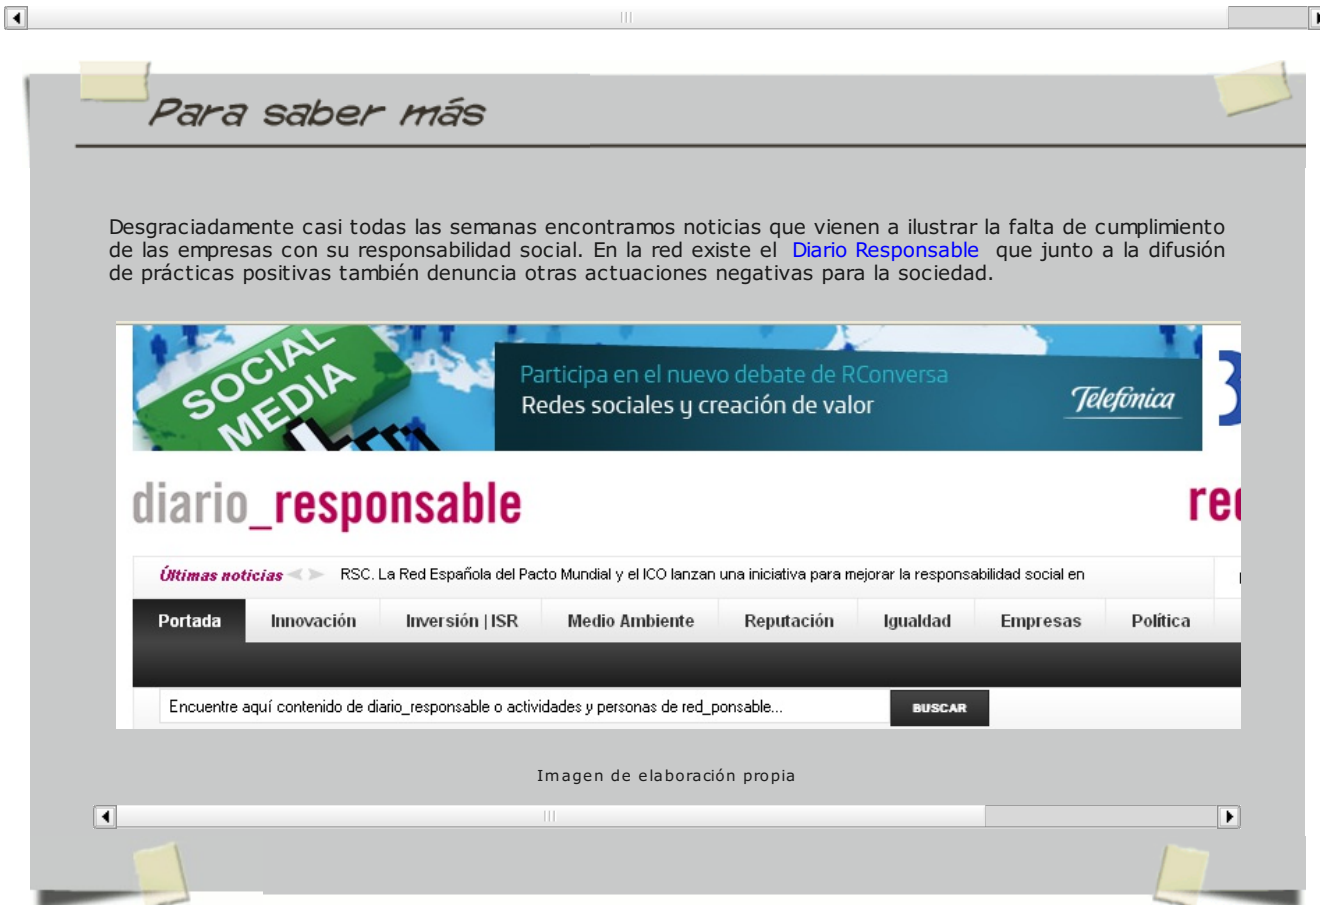 Para saber más
Desgraciadamente casi todas las semanas encontramos noticias que vienen a ilustrar la falta de cumplimiento
de las empresas con su responsabilidad social. En la red existe el Diario Responsable que junto a la difusión
de prácticas positivas también denuncia otras actuaciones negativas para la sociedad.
SOCIAL
MEDIA
Participa en el nuevo debate de RConversa
Redes sociales y creación de valor
Telefónica
diario_responsable
Últimas noticias
RSC. La Red Española del Pacto Mundial y el ICO lanzan una iniciativa para mejorar la responsabilidad social en
Portada Innovación Inversión | ISR Medio Ambiente Reputación Igualdad Empresas Política
Encuentre aquí contenido de diario_responsable o actividades y personas de red_ponsable...
BUSCAR
Imagen de elaboración propia